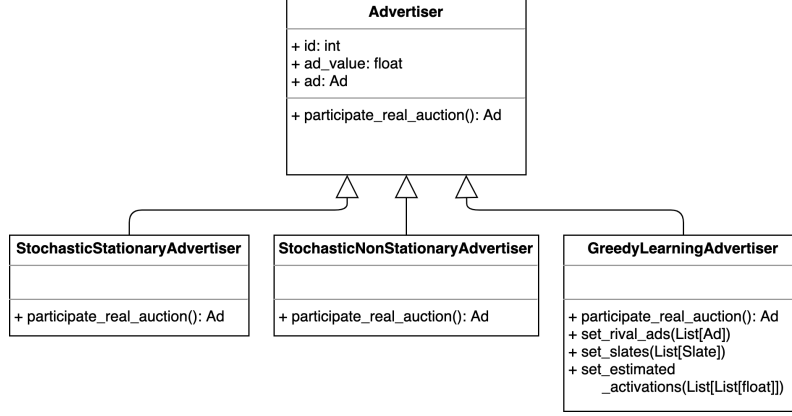 Advertiser
+ id: int
+ ad_value: float
+ ad: Ad
+ participate_real_auction(): Ad
StochasticStationaryAdvertiser
+ participate_real_auction(): Ad
StochasticNonStationaryAdvertiser
+ participate_real_auction(): Ad
GreedyLearningAdvertiser
+ participate_real_auction(): Ad
+ set_rival_ads(List[Ad])
+ set_slates(List[Slate])
+ set_estimated
_activations(List[List[float]])